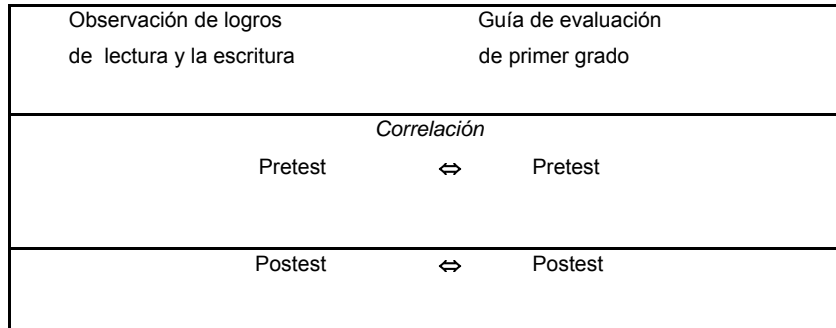 Observación de logros Guía de evaluación
de lectura y la escritura de primer grado
Correlación
Pretest ⇔ Pretest
Postest ⇔ Postest